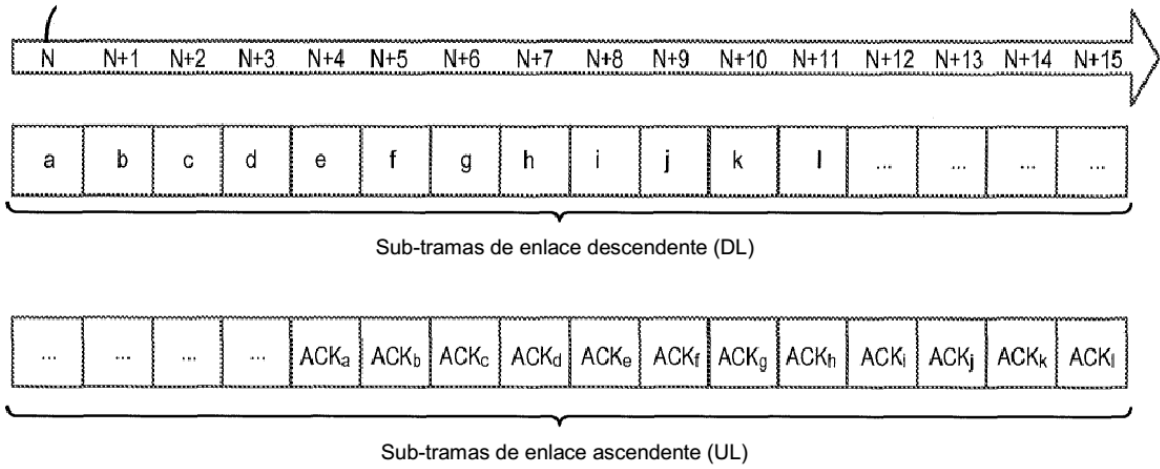 N N+1 N+2 N+3 N+4 N+5 N+6 N+7 N+8 N+9 N+10 N+11 N+12 N+13 N+14 N+15
a b c d e f g h i j k l ... ... ... ...
Sub-tramas de enlace descendente (DL)
... ... ... ... ACKa ACKb ACKc ACKd ACKe ACKf ACKg ACKh ACKi ACKj ACKk ACKl
Sub-tramas de enlace ascendente (UL)